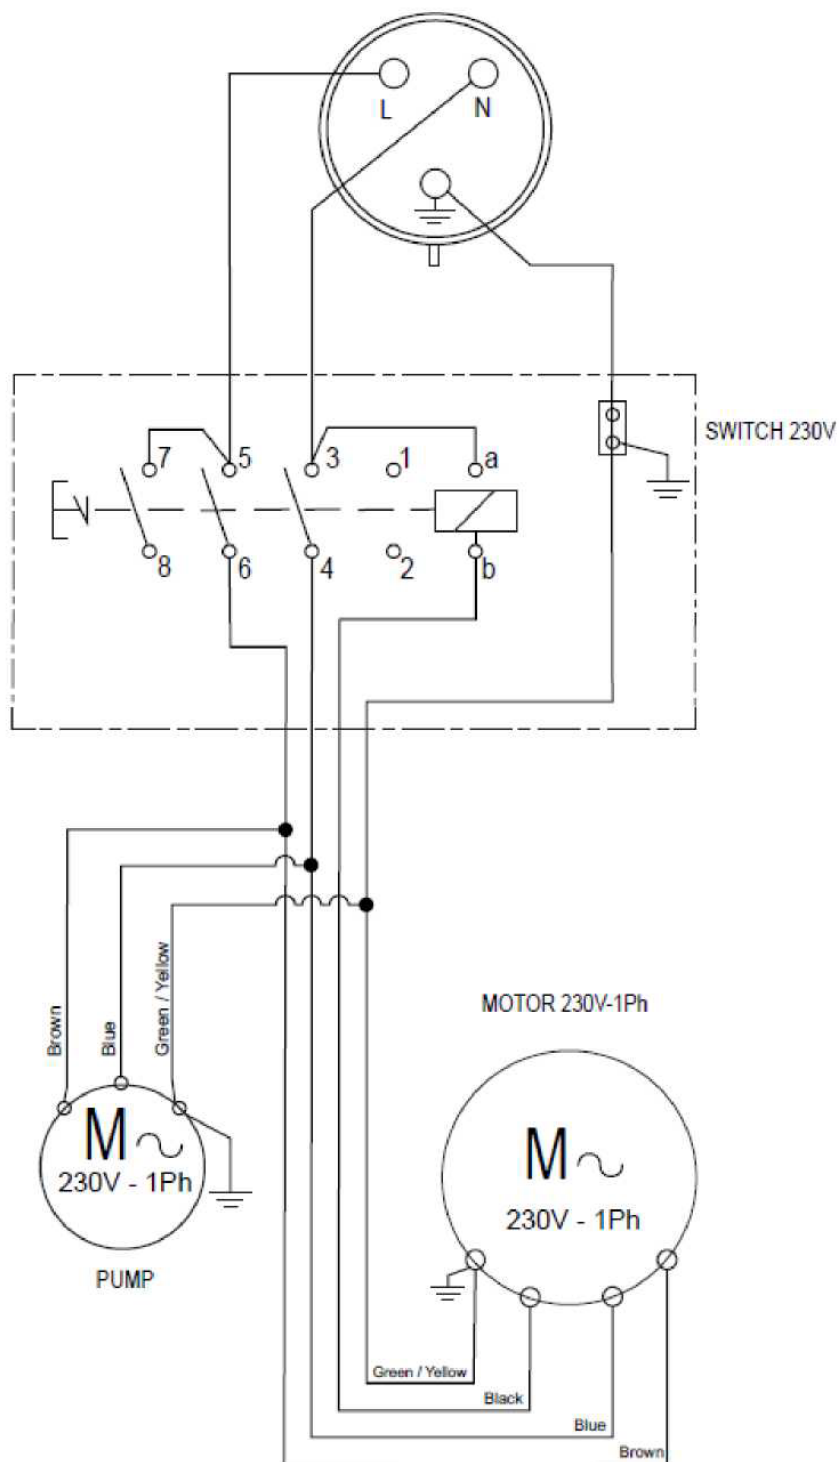 L
N
SWITCH 230V
7
5
3
1
a
8
6
4
2
b
Brown
Blue
Green / Yellow
MOTOR 230V-1Ph
M
230V - 1Ph
PUMP
M
230V - 1Ph
Green / Yellow
Black
Blue
Brown